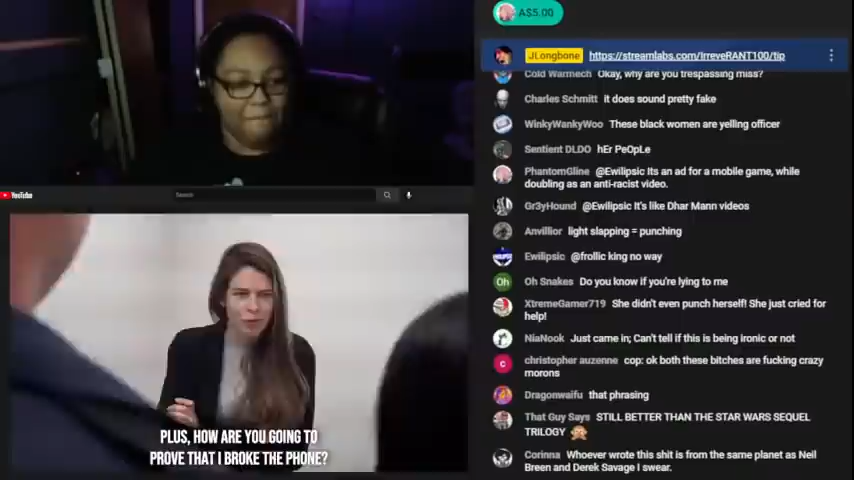 A$5.00
JLongbone https://streamlabs.com/IrreveRANT100/tip
Cold Warmech Okay, why are you trespassing miss?
Charles Schmitt it does sound pretty fake
WinkyWankyWoo These black women are yelling officer
Sentient DLDO hEr PeOpLe
PhantomGline @Ewilipsic Its an ad for a mobile game, while
doubling as an anti-racist video.
Gr3yHound @Ewilipsic It's like Dhar Mann videos
Anvillior light slapping = punching
Ewilipsic @frollic king no way
Oh Oh Snakes Do you know if you're lying to me
XtremeGamer719 She didn't even punch herself! She just cried for
help!
NiaNook Just came in; Can't tell if this is being ironic or not
c christopher auzenne cop: ok both these bitches are fucking crazy
morons
Dragonwaifu that phrasing
That Guy Says STILL BETTER THAN THE STAR WARS SEQUEL
TRILOGY
Corinna Whoever wrote this shit is from the same planet as Neil
Breen and Derek Savage I swear.
YouTube
Search
PLUS, HOW ARE YOU GOING TO
PROVE THAT I BROKE THE PHONE?